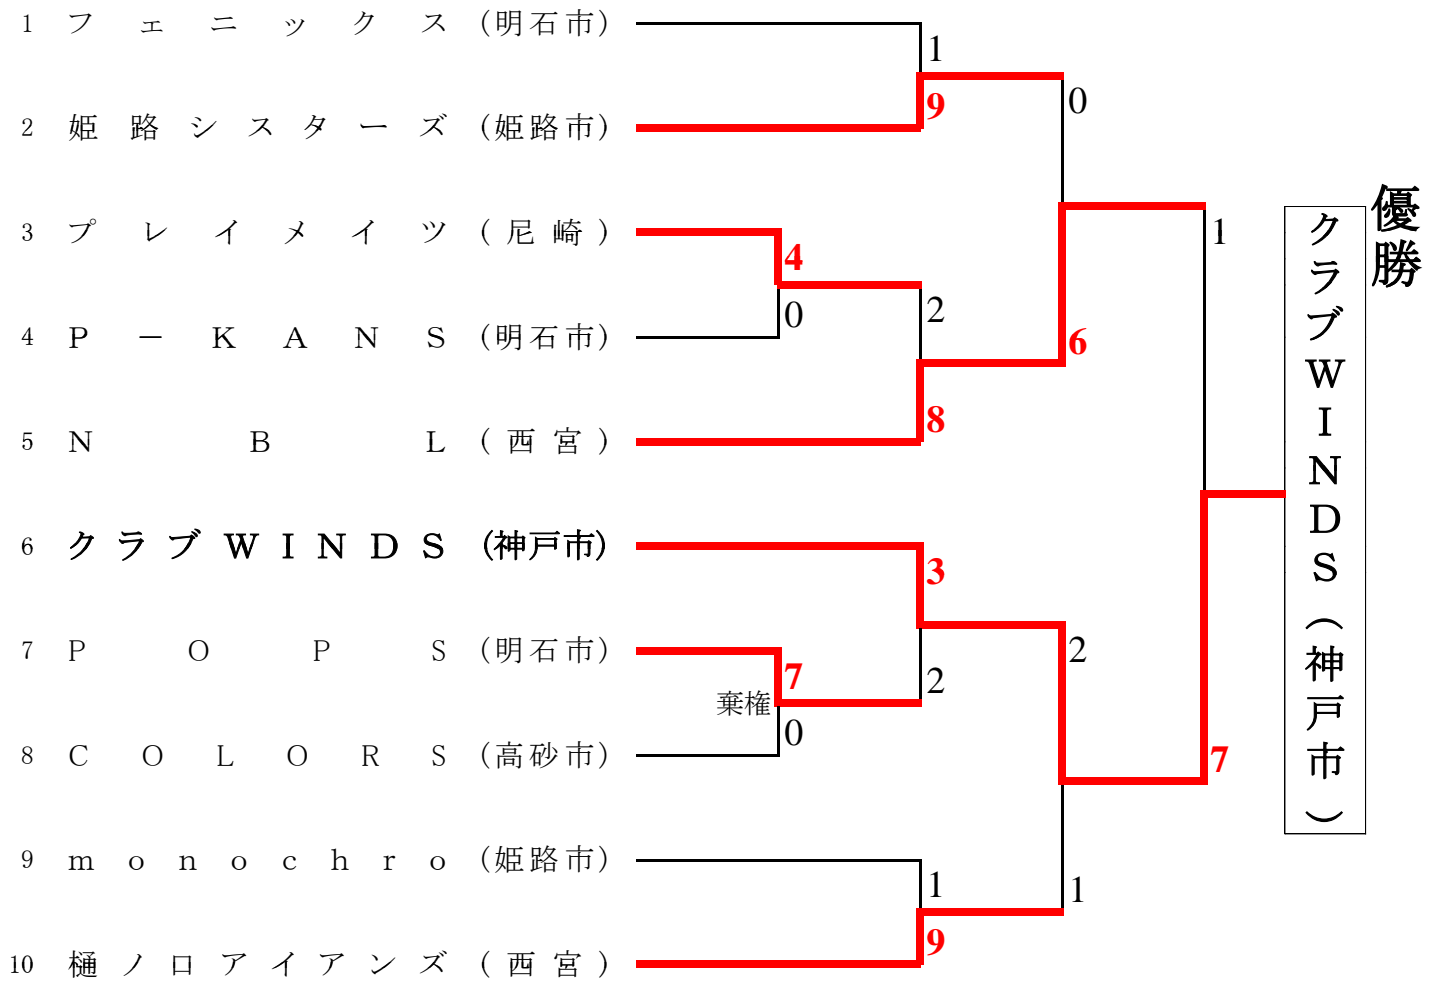 1 フェニックス (明石市)
1
9
0
2 姫路シスターズ (姫路市)
3 プレイメイツ (尼崎)
4
0
4 P－KANS (明石市)
2
8
6
5 NBL (西宮)
1
6 クラブWINDS (神戸市)
3
2
7 POPS (明石市)
7
棄権
0
8 COLORS (高砂市)
2
1
7
9 monochro (姫路市)
1
9
10 樋ノ口アイアンズ (西宮)
優勝
クラブWINDS(神戸市)